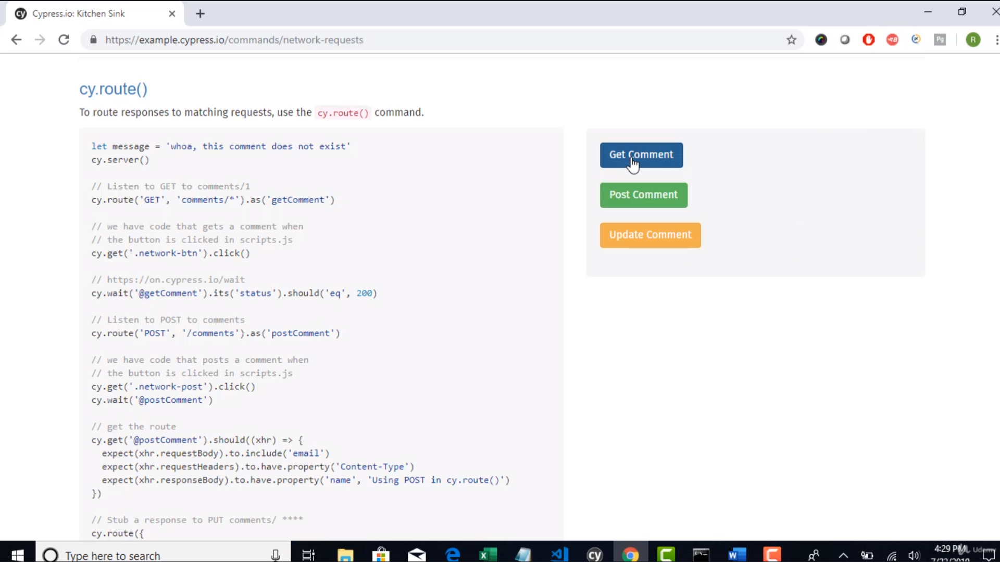 cy Cypress.io: Kitchen Sink
https://example.cypress.io/commands/network-requests
Pg
R
cy.route()
To route responses to matching requests, use the cy.route() command.
let message = 'whoa, this comment does not exist'
cy.server()
// Listen to GET to comments/1
cy.route('GET', 'comments/*').as('getComment')
// we have code that gets a comment when
// the button is clicked in scripts.js
cy.get('.network-btn').click()
// https://on.cypress.io/wait
cy.wait('@getComment').its('status').should('eq', 200)
// Listen to POST to comments
cy.route('POST', '/comments').as('postComment')
// we have code that posts a comment when
// the button is clicked in scripts.js
cy.get('.network-post').click()
cy.wait('@postComment')
// get the route
cy.get('@postComment').should((xhr) => {
expect(xhr.requestBody).to.include('email')
expect(xhr.requestHeaders).to.have.property('Content-Type')
expect(xhr.responseBody).to.have.property('name', 'Using POST in cy.route()')
})
// Stub a response to PUT comments/ ****
cy.route({
Get Comment
Post Comment
Update Comment
Type here to search
cy
4:29 PM
Udemy